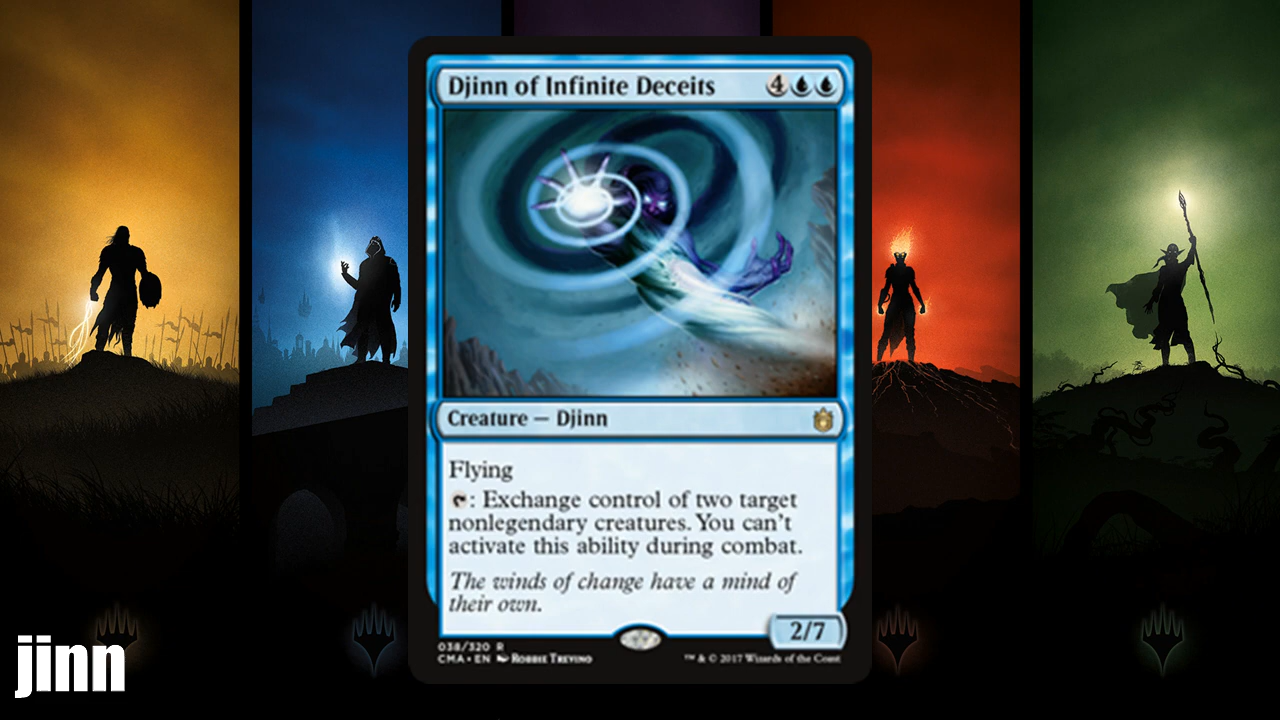 Djinn of Infinite Deceits 4
Creature — Djinn
Flying
: Exchange control of two target
nonlegendary creatures. You can't
activate this ability during combat.
The winds of change have a mind of
their own.
2/7
038/320 R
CMA • EN Robbie Trevino
™ & © 2017 Wizards of the Coast
jinn